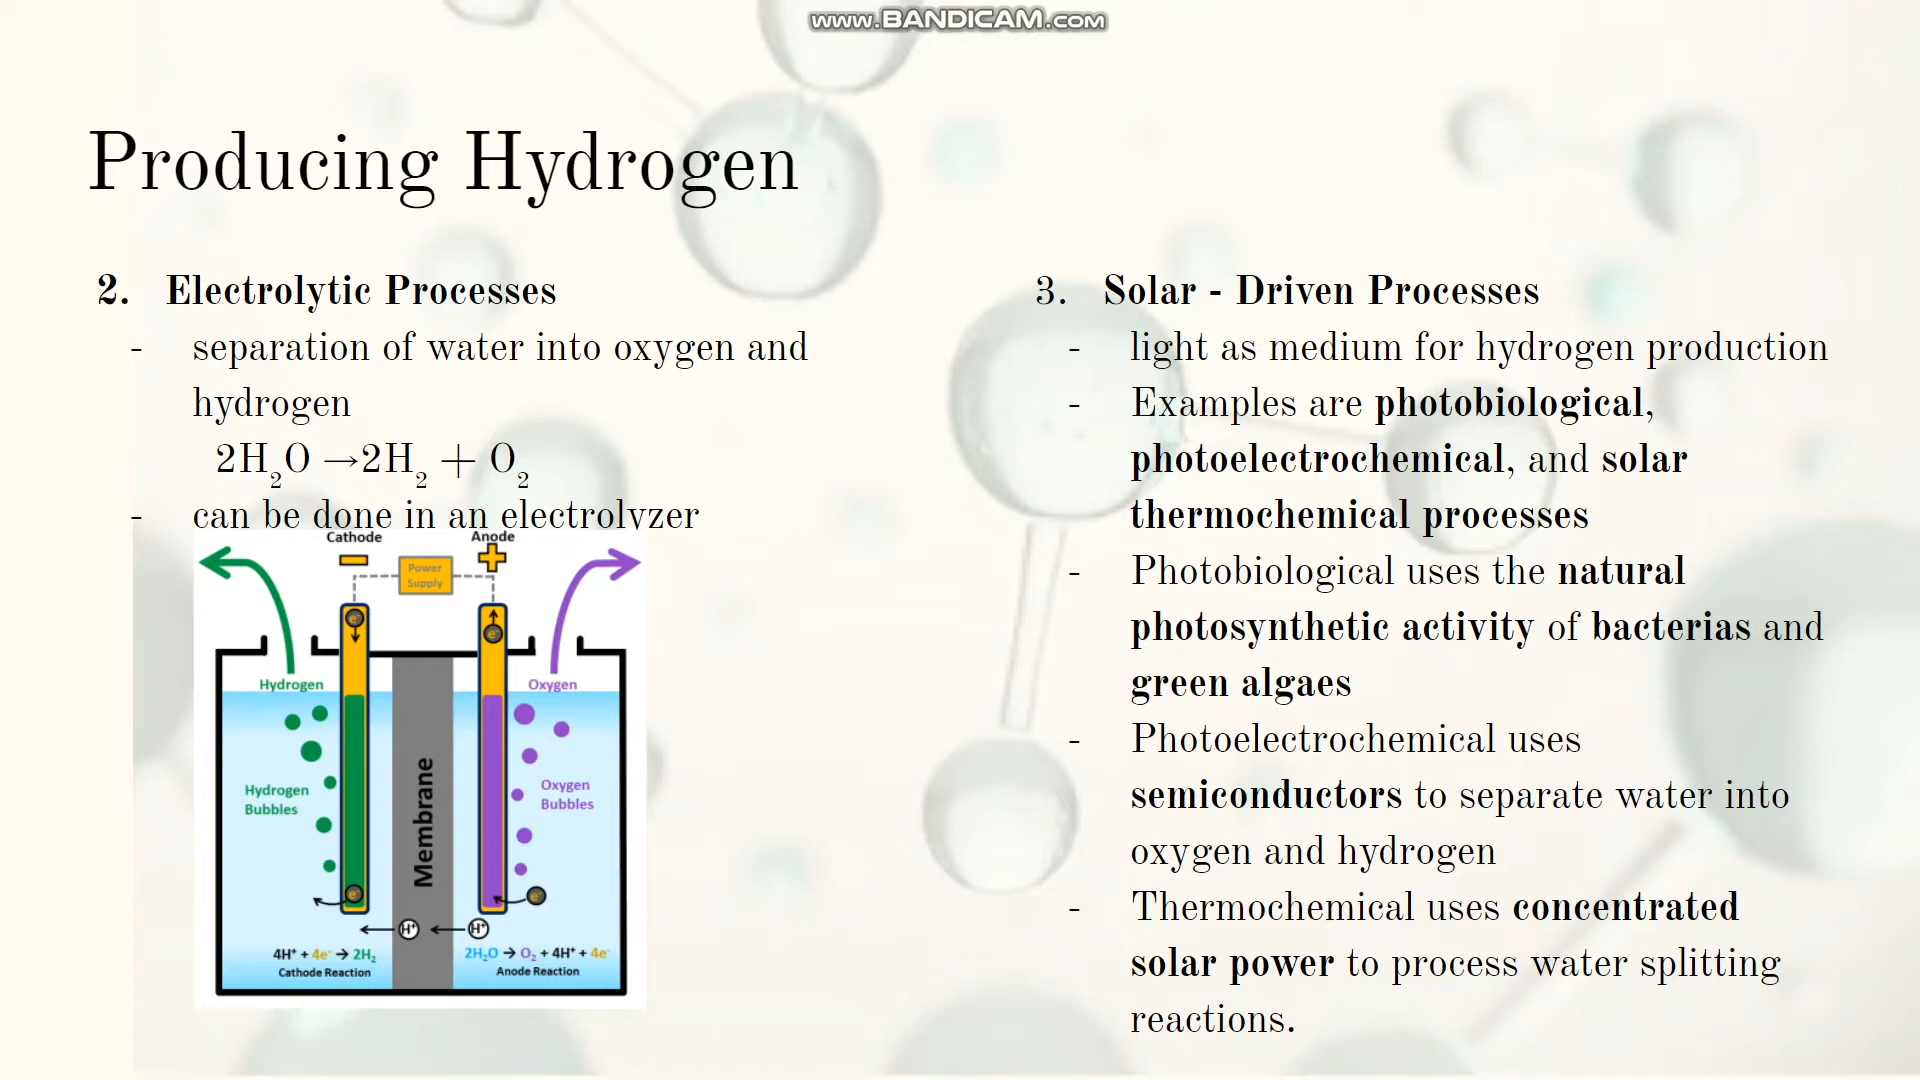 www.BANDICAM.com
Producing Hydrogen
2. Electrolytic Processes
- separation of water into oxygen and
hydrogen
2H₂O →2H₂ + O₂
- can be done in an electrolyzer
Cathode
Anode
Power
Supply
e⁻
e⁻
Hydrogen
Oxygen
Hydrogen
Bubbles
Oxygen
Bubbles
Membrane
e⁻
e⁻
H⁺
H⁺
4H⁺ + 4e⁻ → 2H₂
Cathode Reaction
2H₂O → O₂ + 4H⁺ + 4e⁻
Anode Reaction
3. Solar - Driven Processes
- light as medium for hydrogen production
- Examples are photobiological,
photoelectrochemical, and solar
thermochemical processes
- Photobiological uses the natural
photosynthetic activity of bacterias and
green algaes
- Photoelectrochemical uses
semiconductors to separate water into
oxygen and hydrogen
- Thermochemical uses concentrated
solar power to process water splitting
reactions.